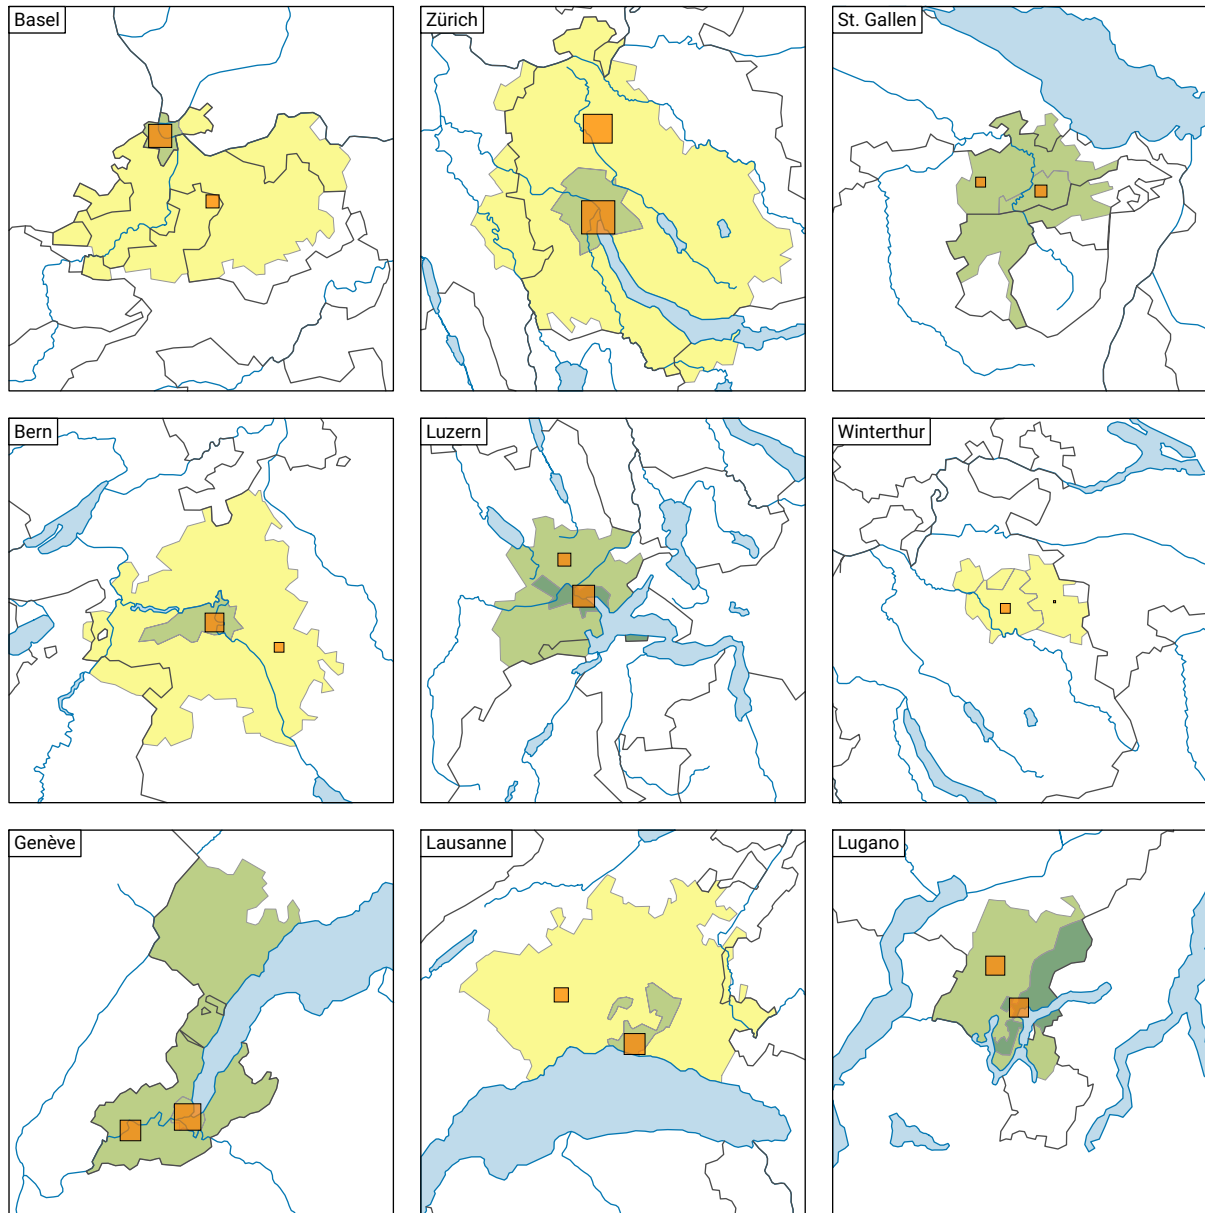 Basel
Zürich
St. Gallen
Bern
Luzern
Winterthur
Genève
Lausanne
Lugano